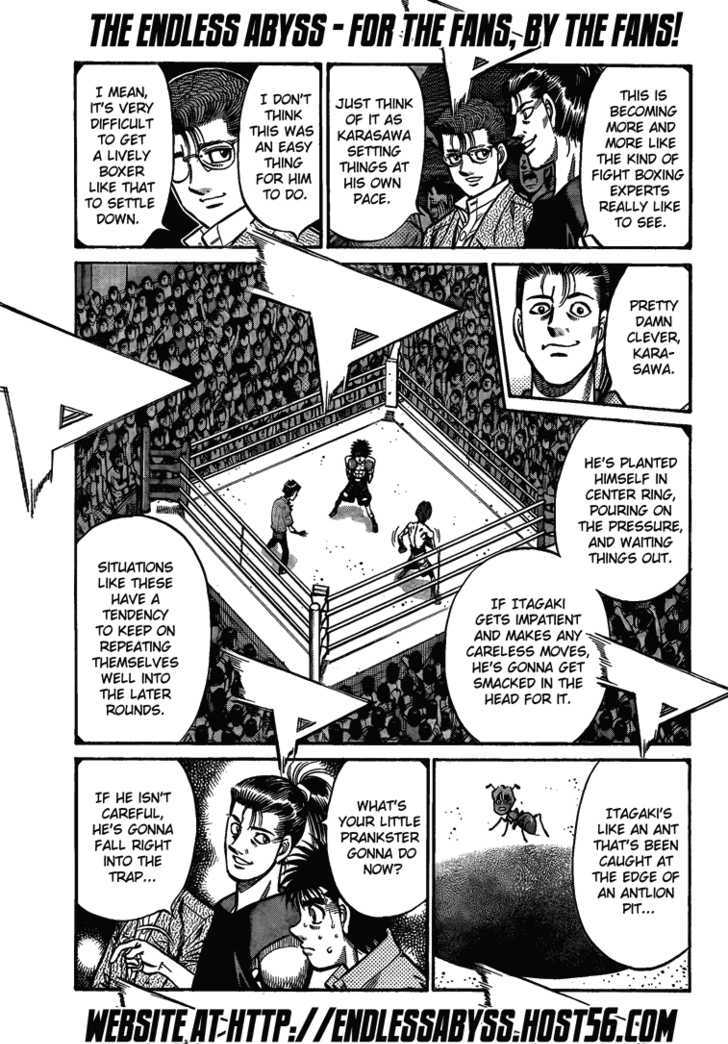 THE ENDLESS ABYSS - FOR THE FANS, BY THE FANS!
THIS IS
BECOMING
MORE AND
MORE LIKE
THE KIND OF
FIGHT BOXING
EXPERTS
REALLY LIKE
TO SEE.
JUST THINK
OF IT AS
KARASAWA
SETTING
THINGS AT
HIS OWN
PACE.
I DON'T
THINK
THIS WAS
AN EASY
THING
FOR HIM
TO DO.
I MEAN,
IT'S VERY
DIFFICULT
TO GET
A LIVELY
BOXER
LIKE THAT
TO SETTLE
DOWN.
PRETTY
DAMN
CLEVER,
KARA-
SAWA.
HE'S PLANTED
HIMSELF IN
CENTER RING,
POURING ON
THE PRESSURE,
AND WAITING
THINGS OUT.
IF ITAGAKI
GETS IMPATIENT
AND MAKES ANY
CARELESS MOVES,
HE'S GONNA GET
SMACKED IN THE
HEAD FOR IT.
SITUATIONS
LIKE THESE
HAVE A
TENDENCY
TO KEEP ON
REPEATING
THEMSELVES
WELL INTO
THE LATER
ROUNDS.
ITAGAKI'S
LIKE AN ANT
THAT'S BEEN
CAUGHT AT
THE EDGE OF
AN ANTLION
PIT...
WHAT'S
YOUR LITTLE
PRANKSTER
GONNA DO
NOW?
IF HE ISN'T
CAREFUL,
HE'S GONNA
FALL RIGHT
INTO THE
TRAP...
WEBSITE AT HTTP://ENDLESSABYSS.HOST56.COM